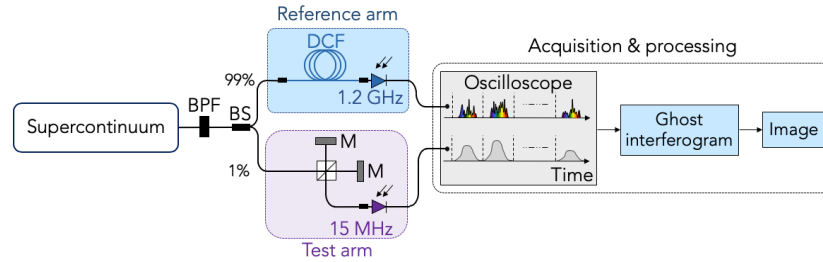 Reference arm
DCF
99%
1.2 GHz
BPF
BS
Supercontinuum
1%
M
M
15 MHz
Test arm
Acquisition & processing
Oscilloscope
Time
Ghost
interferogram
Image